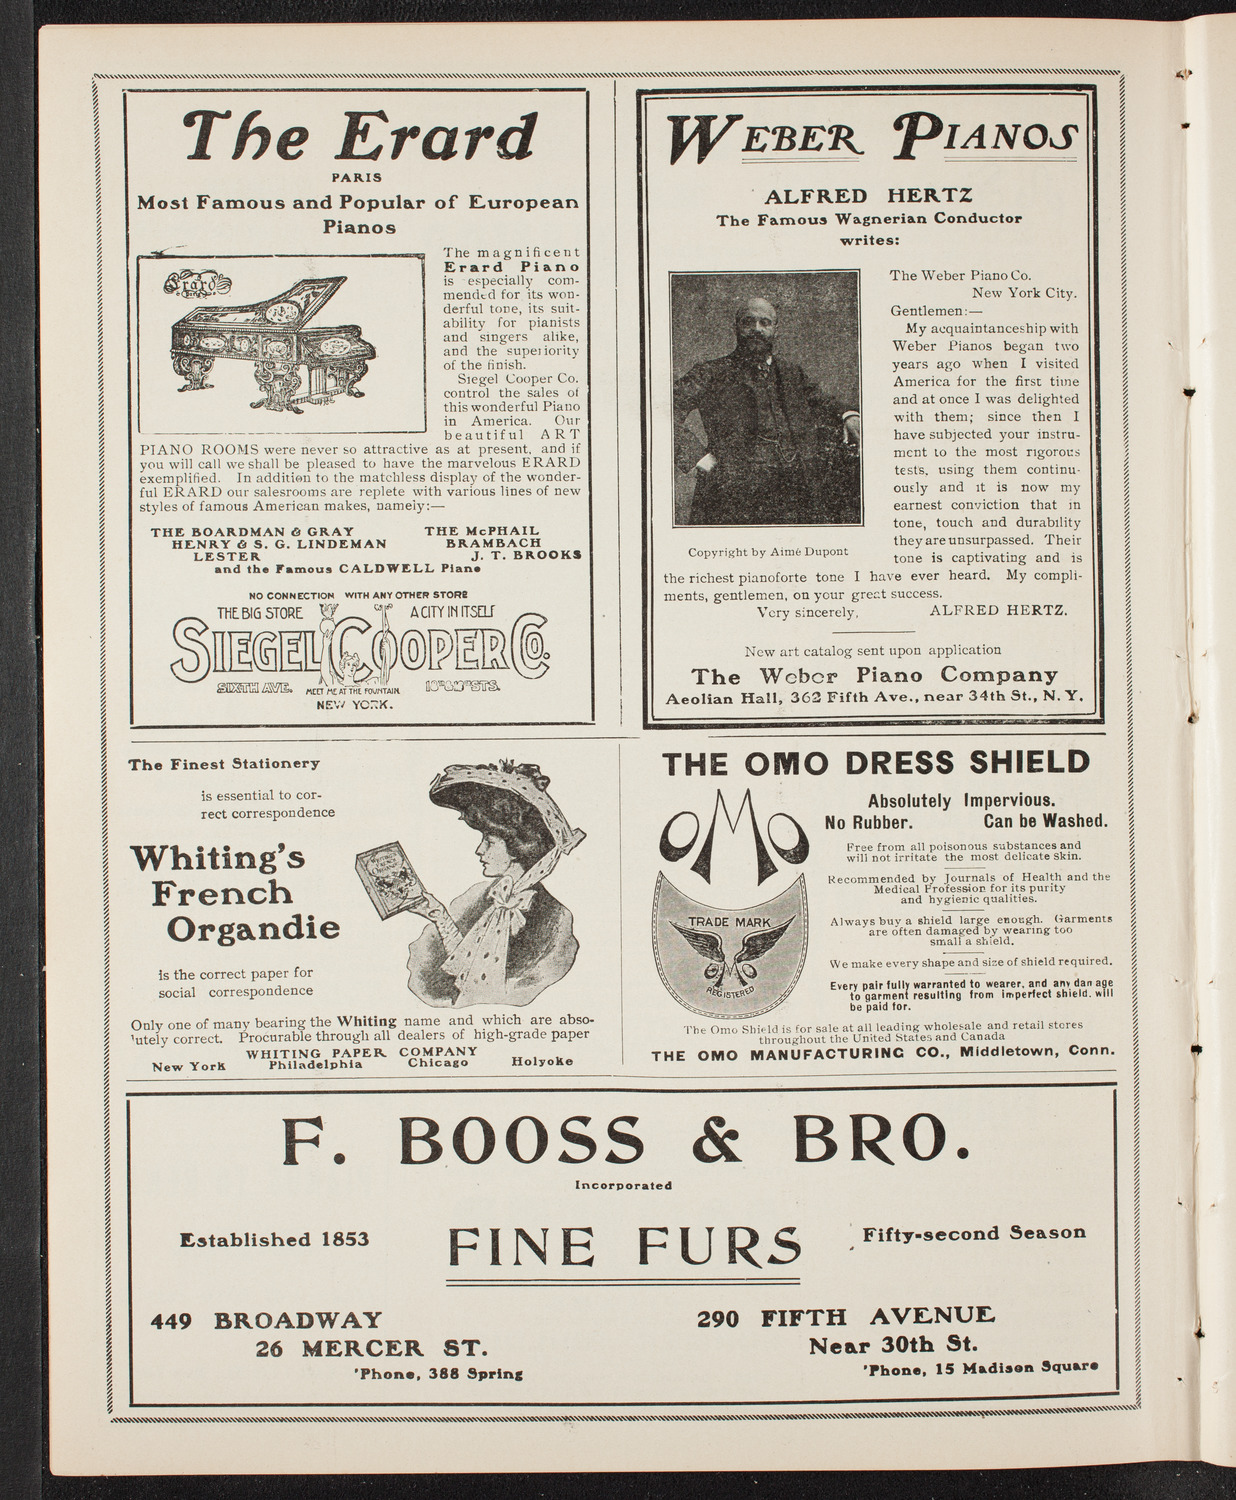 The Erard
PARIS
Most Famous and Popular of European
Pianos
Erard
The magnificent
Erard Piano
is especially com-
mended for its won-
derful tone, its suit-
ability for pianists
and singers alike,
and the superiority
of the finish.
Siegel Cooper Co.
control the sales of
this wonderful Piano
in America. Our
beautiful ART
PIANO ROOMS were never so attractive as at present, and if
you will call we shall be pleased to have the marvelous ERARD
exemplified. In addition to the matchless display of the wonder-
ful ERARD our salesrooms are replete with various lines of new
styles of famous American makes, namely:—
THE BOARDMAN & GRAY THE McPHAIL
HENRY & S. G. LINDEMAN BRAMBACH
LESTER J. T. BROOKS
and the Famous CALDWELL Piano
NO CONNECTION WITH ANY OTHER STORE
THE BIG STORE A CITY IN ITSELF
SIEGEL COOPER CO.
SIXTH AVE. MEET ME AT THE FOUNTAIN 18TH & 19TH STS.
NEW YORK.
WEBER PIANOS
ALFRED HERTZ
The Famous Wagnerian Conductor
writes:
The Weber Piano Co.
New York City.
Gentlemen:—
My acquaintanceship with
Weber Pianos began two
years ago when I visited
America for the first time
and at once I was delighted
with them; since then I
have subjected your instru-
ment to the most rigorous
tests, using them continu-
ously and it is now my
earnest conviction that in
tone, touch and durability
they are unsurpassed. Their
tone is captivating and is
Copyright by Aimé Dupont
the richest pianoforte tone I have ever heard. My compli-
ments, gentlemen, on your great success.
Very sincerely, ALFRED HERTZ.
New art catalog sent upon application
The Weber Piano Company
Aeolian Hall, 362 Fifth Ave., near 34th St., N. Y.
The Finest Stationery
is essential to cor-
rect correspondence
Whiting's
French
Organdie
is the correct paper for
social correspondence
Only one of many bearing the Whiting name and which are abso-
lutely correct. Procurable through all dealers of high-grade paper
WHITING PAPER COMPANY
New York Philadelphia Chicago Holyoke
THE OMO DRESS SHIELD
OMO
Absolutely Impervious.
No Rubber. Can be Washed.
Free from all poisonous substances and
will not irritate the most delicate skin.
Recommended by Journals of Health and the
Medical Profession for its purity
and hygienic qualities.
Always buy a shield large enough. Garments
are often damaged by wearing too
small a shield.
We make every shape and size of shield required.
Every pair fully warranted to wearer, and any damage
to garment resulting from imperfect shield, will
be paid for.
TRADE MARK
OMO
REGISTERED
The Omo Shield is for sale at all leading wholesale and retail stores
throughout the United States and Canada
THE OMO MANUFACTURING CO., Middletown, Conn.
F. BOOSS & BRO.
Incorporated
Established 1853 FINE FURS Fifty-second Season
449 BROADWAY
26 MERCER ST.
'Phone, 388 Spring
290 FIFTH AVENUE
Near 30th St.
'Phone, 15 Madison Square